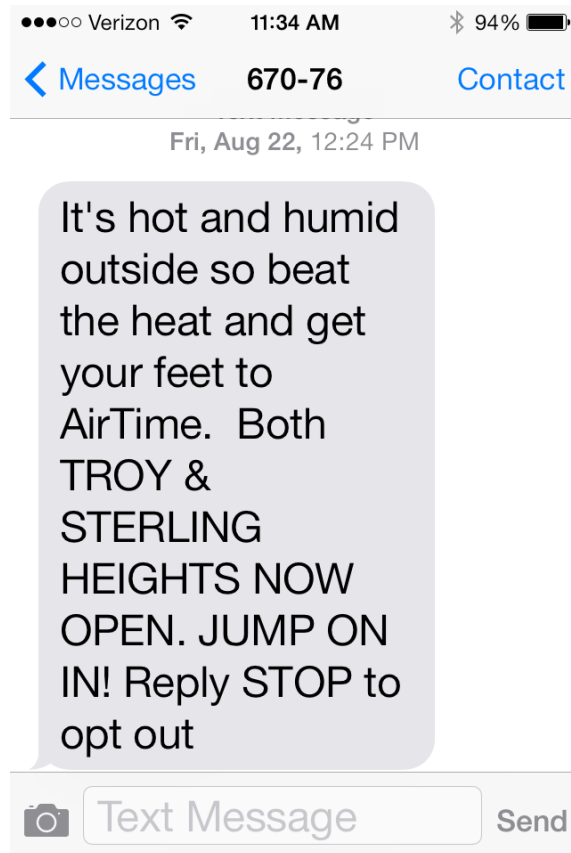 ●●●○○ Verizon 11:34 AM 94%
Messages 670-76 Contact
Fri, Aug 22, 12:24 PM
It's hot and humid
outside so beat
the heat and get
your feet to
AirTime.  Both
TROY &
STERLING
HEIGHTS NOW
OPEN. JUMP ON
IN! Reply STOP to
opt out
Text Message
Send